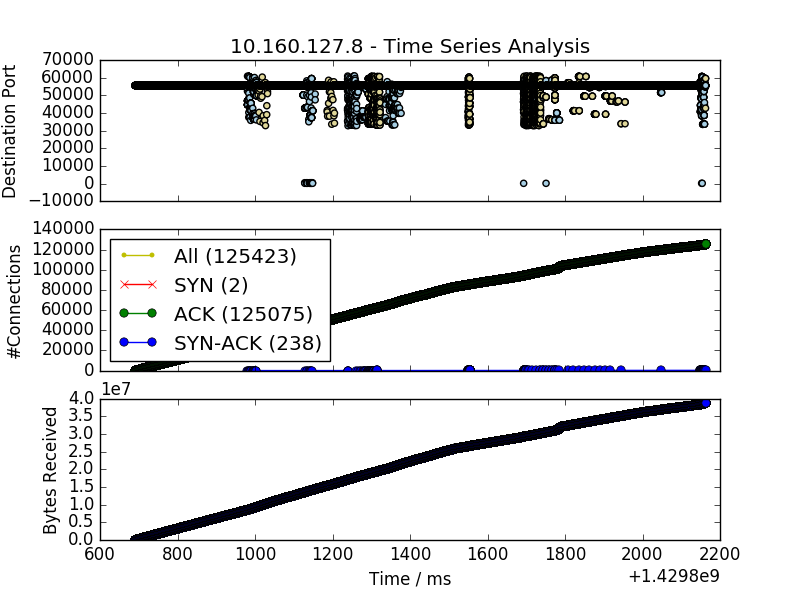 10.160.127.8 - Time Series Analysis
70000
60000
50000
40000
30000
20000
10000
0
−10000
Destination Port
140000
120000
100000
80000
60000
40000
20000
0
#Connections
All (125423)
SYN (2)
ACK (125075)
SYN-ACK (238)
1e7
4.0
3.5
3.0
2.5
2.0
1.5
1.0
0.5
0.0
Bytes Received
600 800 1000 1200 1400 1600 1800 2000 2200
Time / ms
+1.4298e9